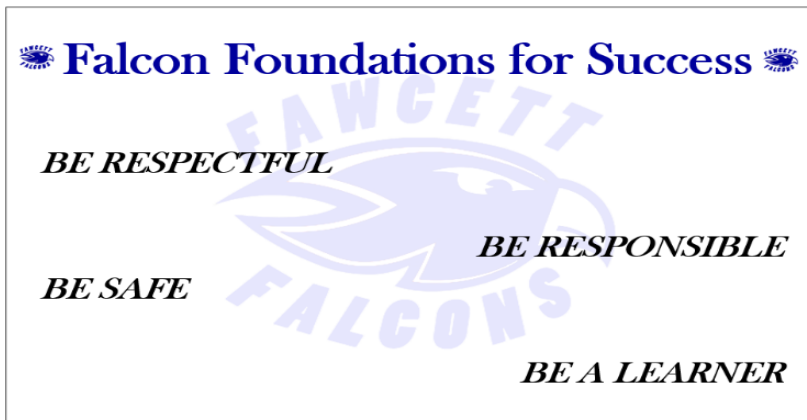 Falcon Foundations for Success
FAWCETT
BE RESPECTFUL
BE RESPONSIBLE
BE SAFE
FALCONS
BE A LEARNER